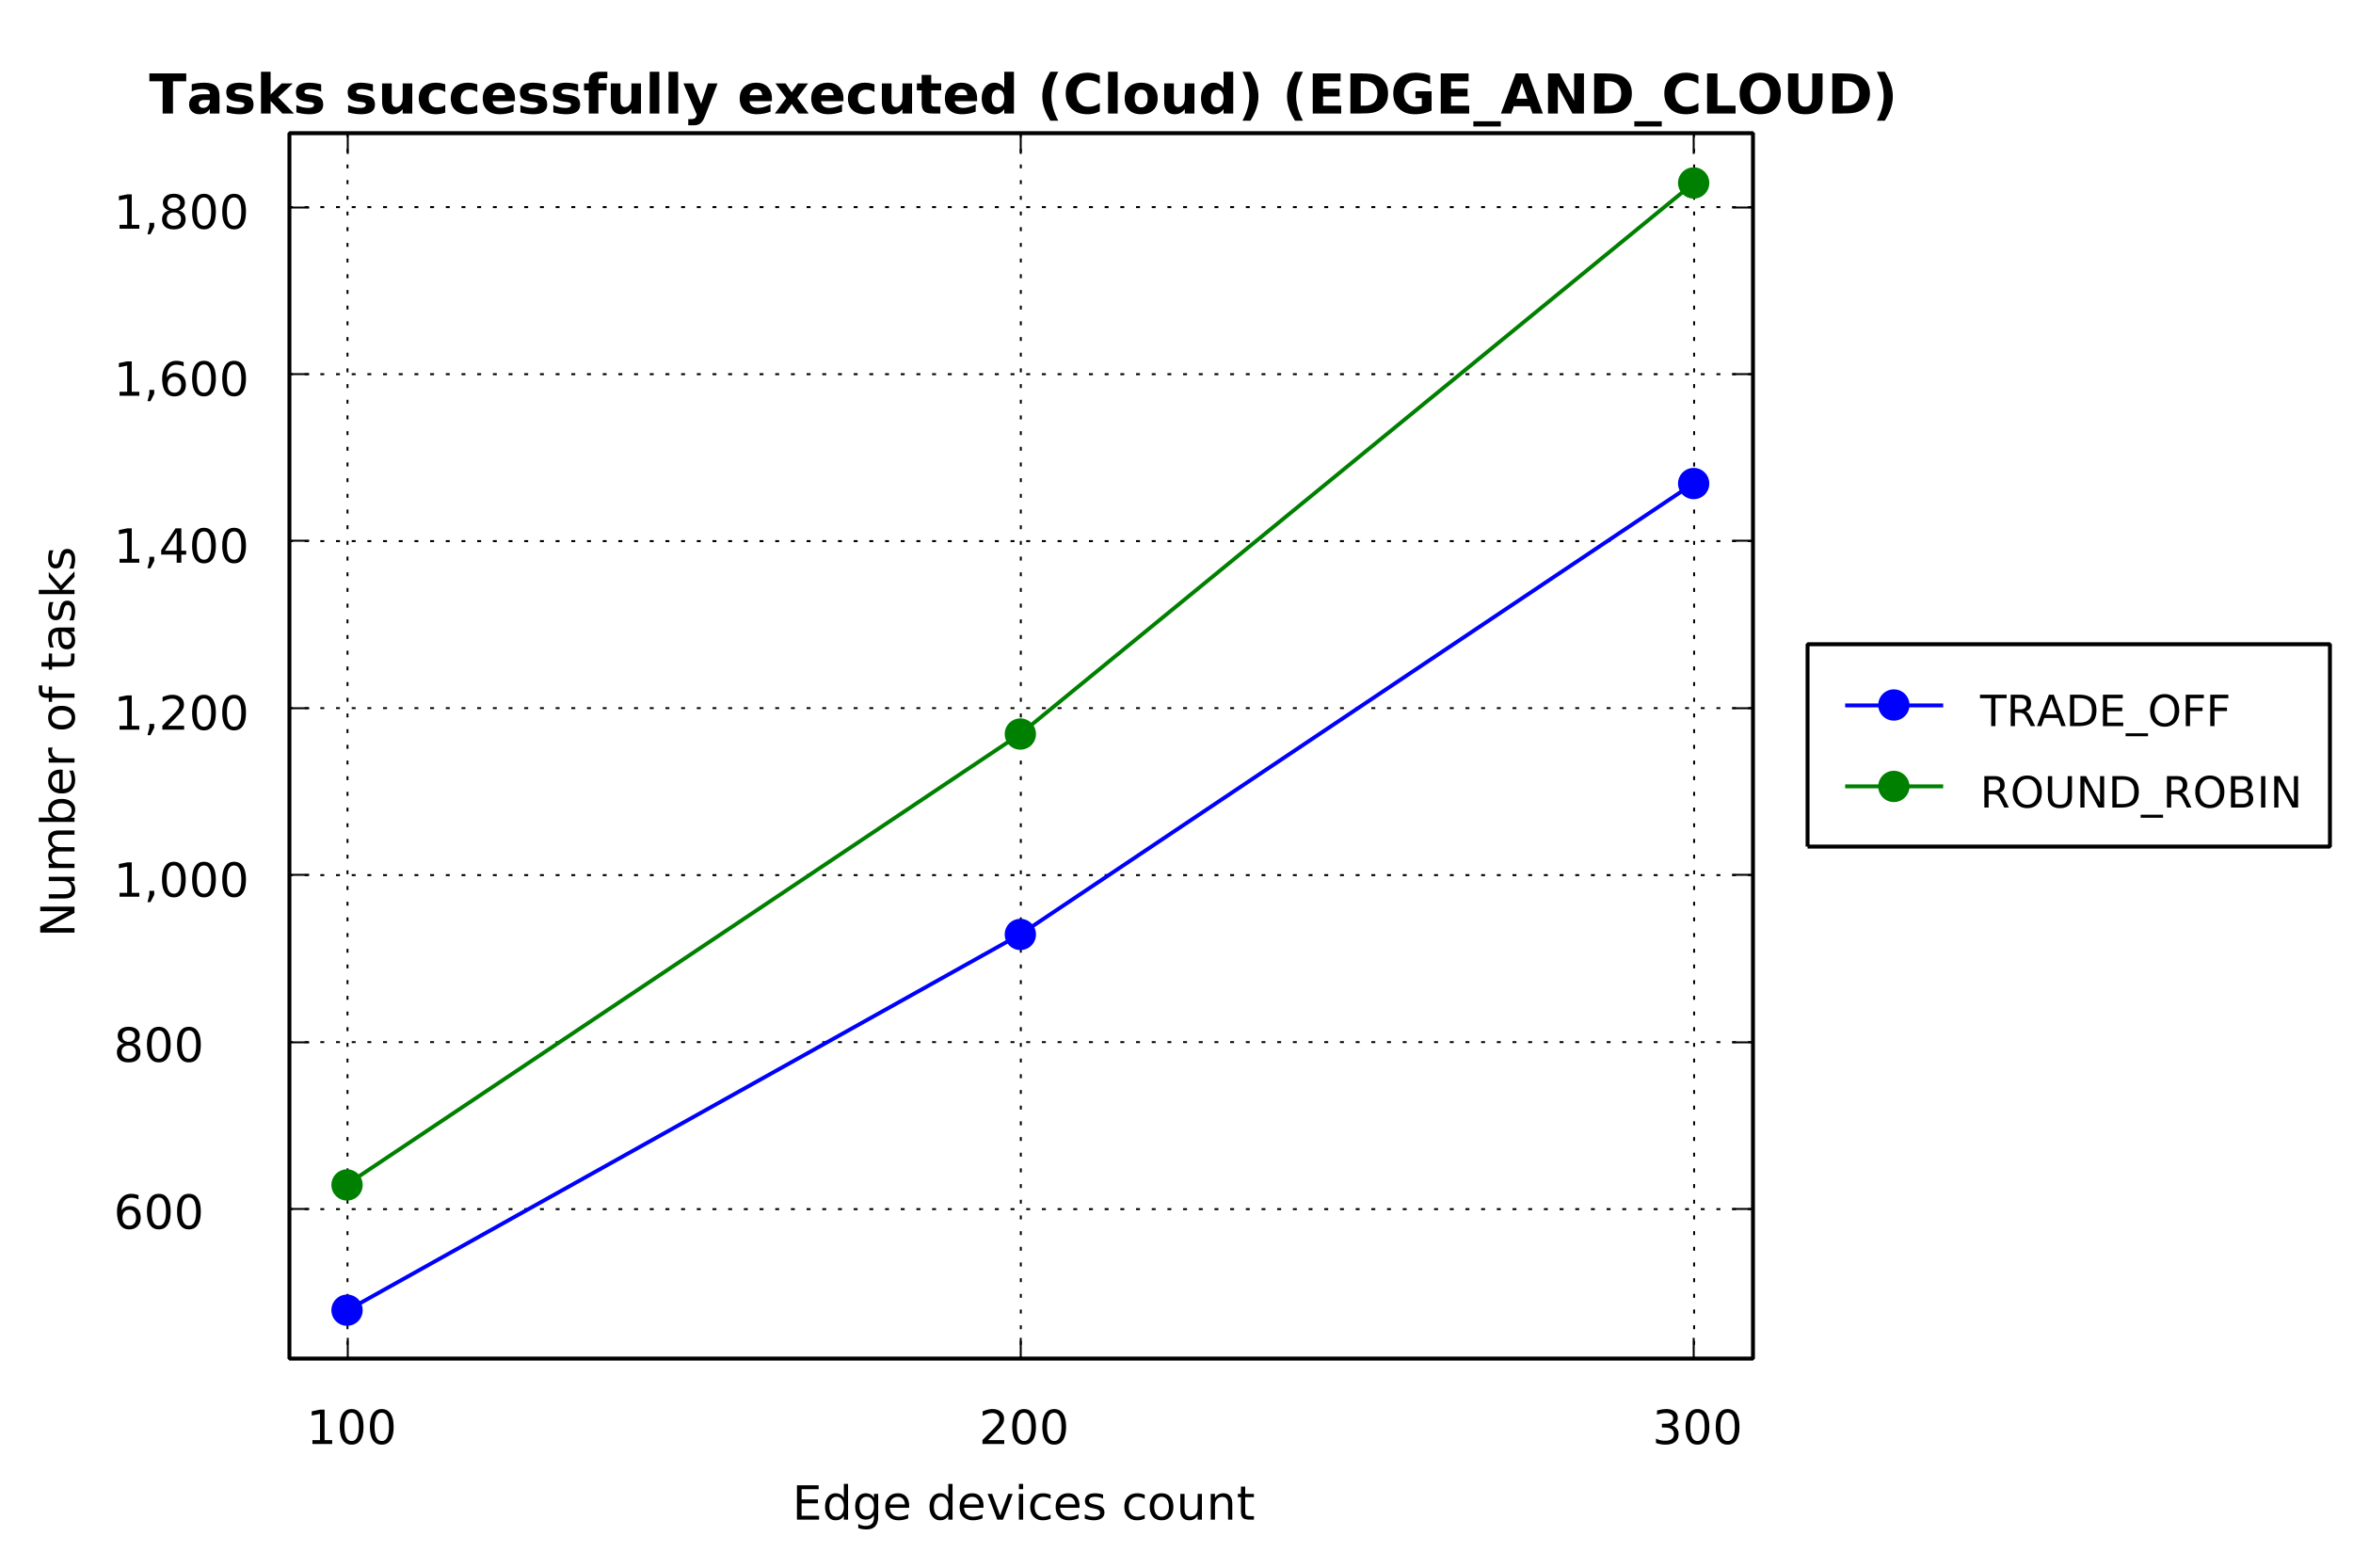 Tasks successfully executed (Cloud) (EDGE_AND_CLOUD)
1,800
1,600
1,400
1,200
1,000
800
600
Number of tasks
100
200
300
Edge devices count
TRADE_OFF
ROUND_ROBIN